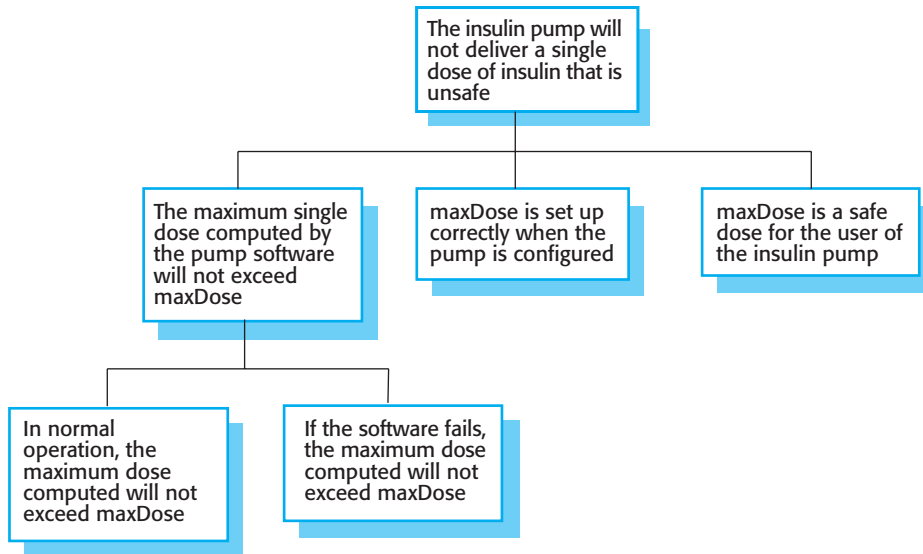 The insulin pump will
not deliver a single
dose of insulin that is
unsafe
The maximum single
dose computed by
the pump software
will not exceed
maxDose
maxDose is set up
correctly when the
pump is configured
maxDose is a safe
dose for the user of
the insulin pump
In normal
operation, the
maximum dose
computed will not
exceed maxDose
If the software fails,
the maximum dose
computed will not
exceed maxDose